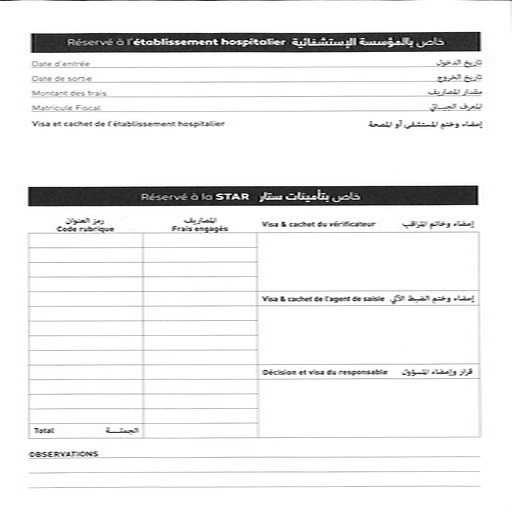 Réservé à l'établissement hospitalier خاص بالمؤسسة الإستشفائية
Date d'entrée تاريخ الدخول
Date de sortie تاريخ الخروج
Montant des frais مقدار المصاريف
Matricule Fiscal المعرف الجبائي
Visa et cachet de l'établissement hospitalier إمضاء وختم المستشفى أو المصحة
Réservé à la STAR خاص بتأمينات ستار
رمز العنوان المصاريف
Code rubrique Frais engagés Visa & cachet du vérificateur إمضاء وخاتم المراقب
Visa & cachet de l'agent de saisie إمضاء وختم الضبط الآلي
Décision et visa du responsable قرار وإمضاء المسؤول
Total الجملة
OBSERVATIONS